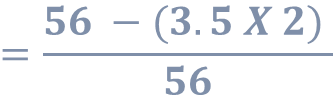 = 56 − (3.5 X 2)
56